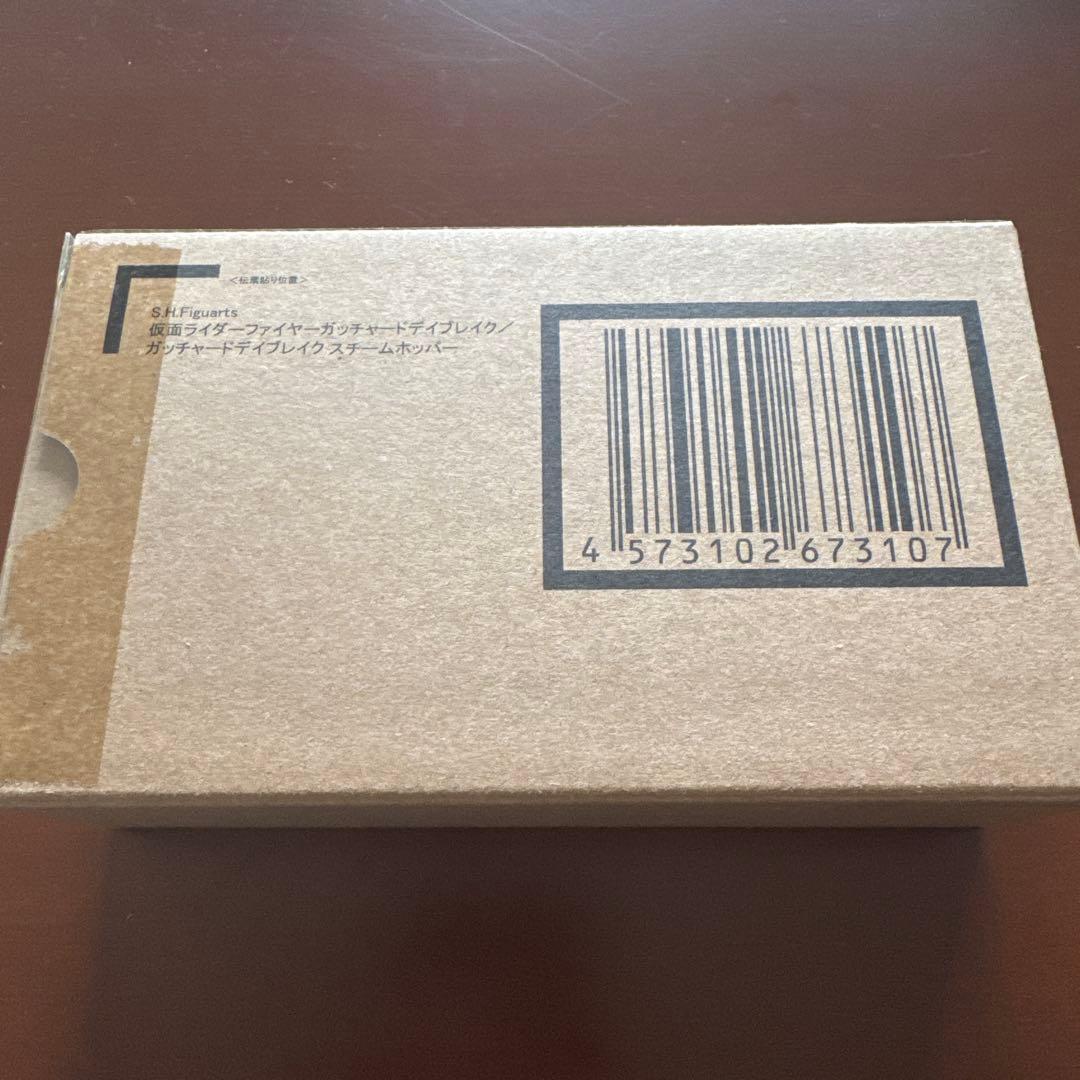 ＜伝票貼り位置＞
S.H.Figuarts
仮面ライダーファイヤーガッチャードデイブレイク／
ガッチャードデイブレイク スチームホッパー
4 573102 673107